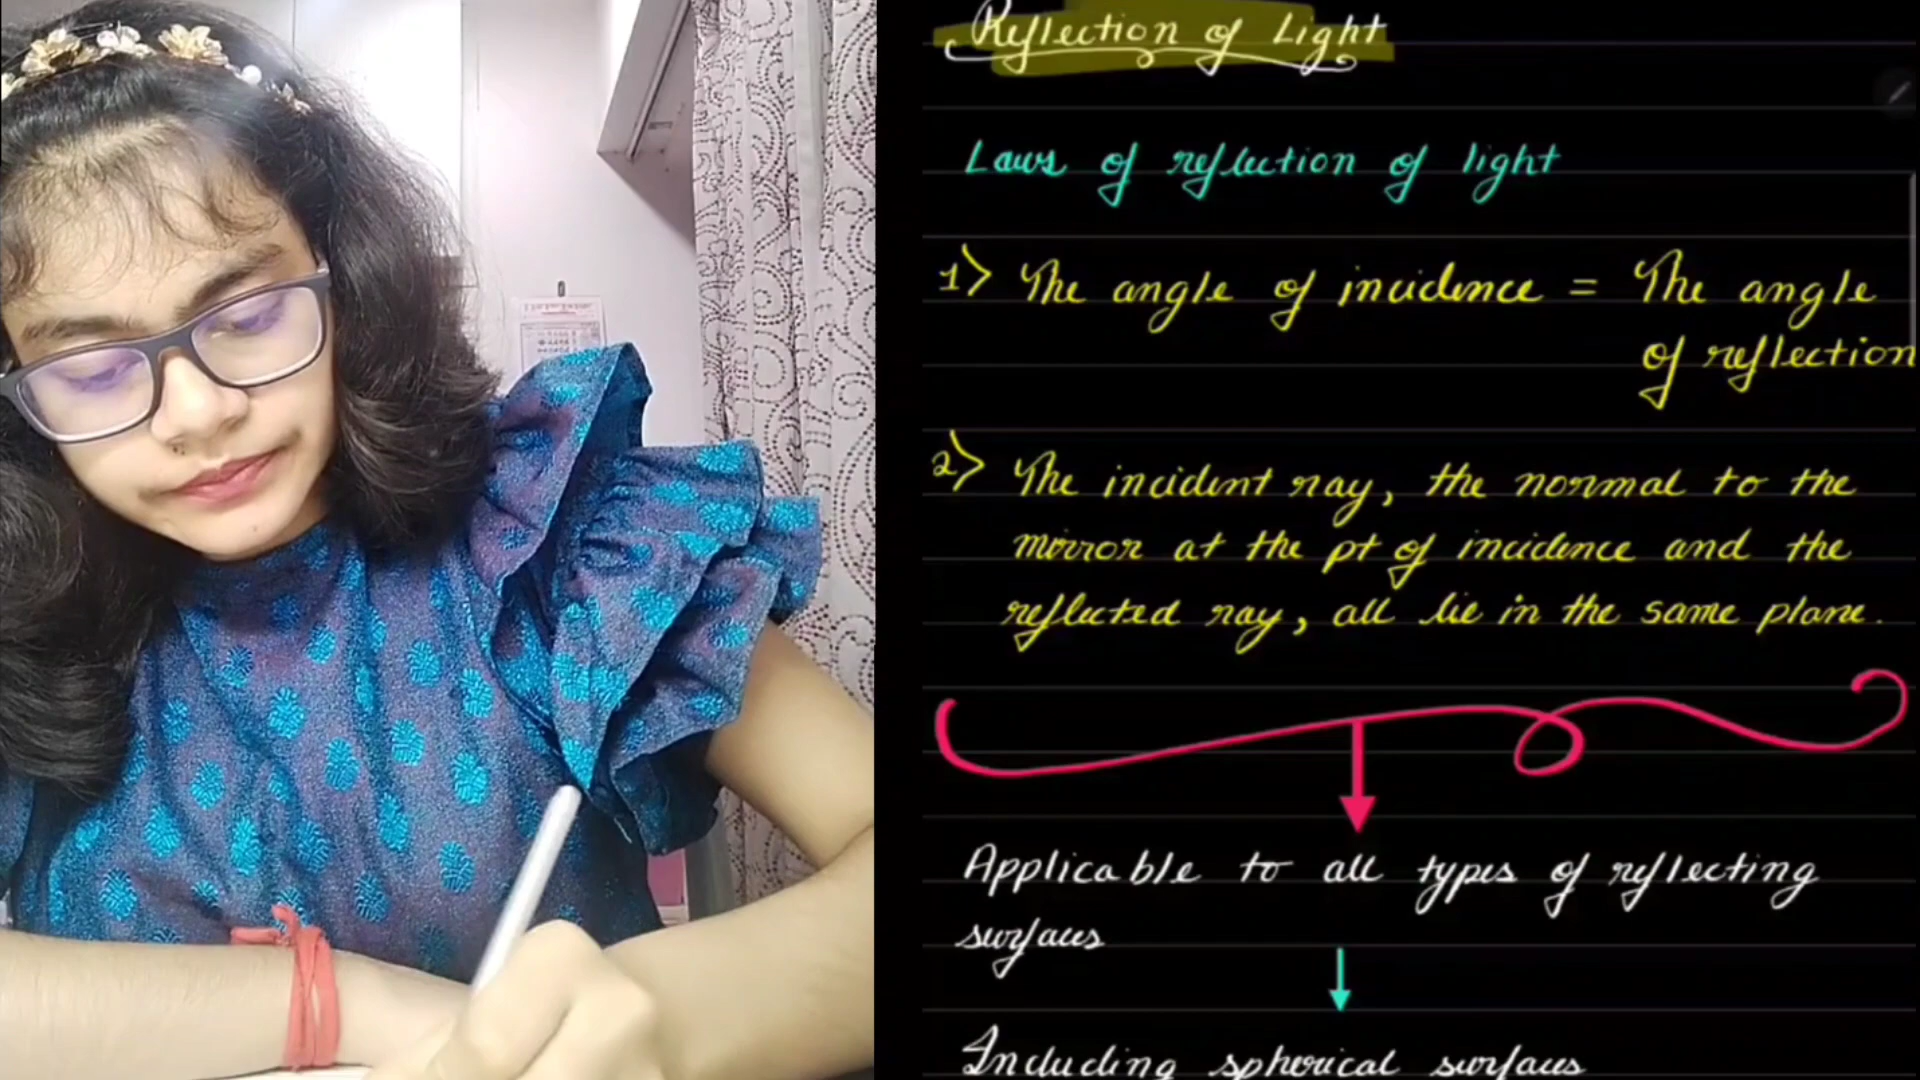 Reflection of Light
Laws of reflection of light
1> The angle of incidence = The angle
of reflection
2> The incident ray, the normal to the
mirror at the pt of incidence and the
reflected ray, all lie in the same plane.
Applicable to all types of reflecting
surfaces
Including spherical surfaces